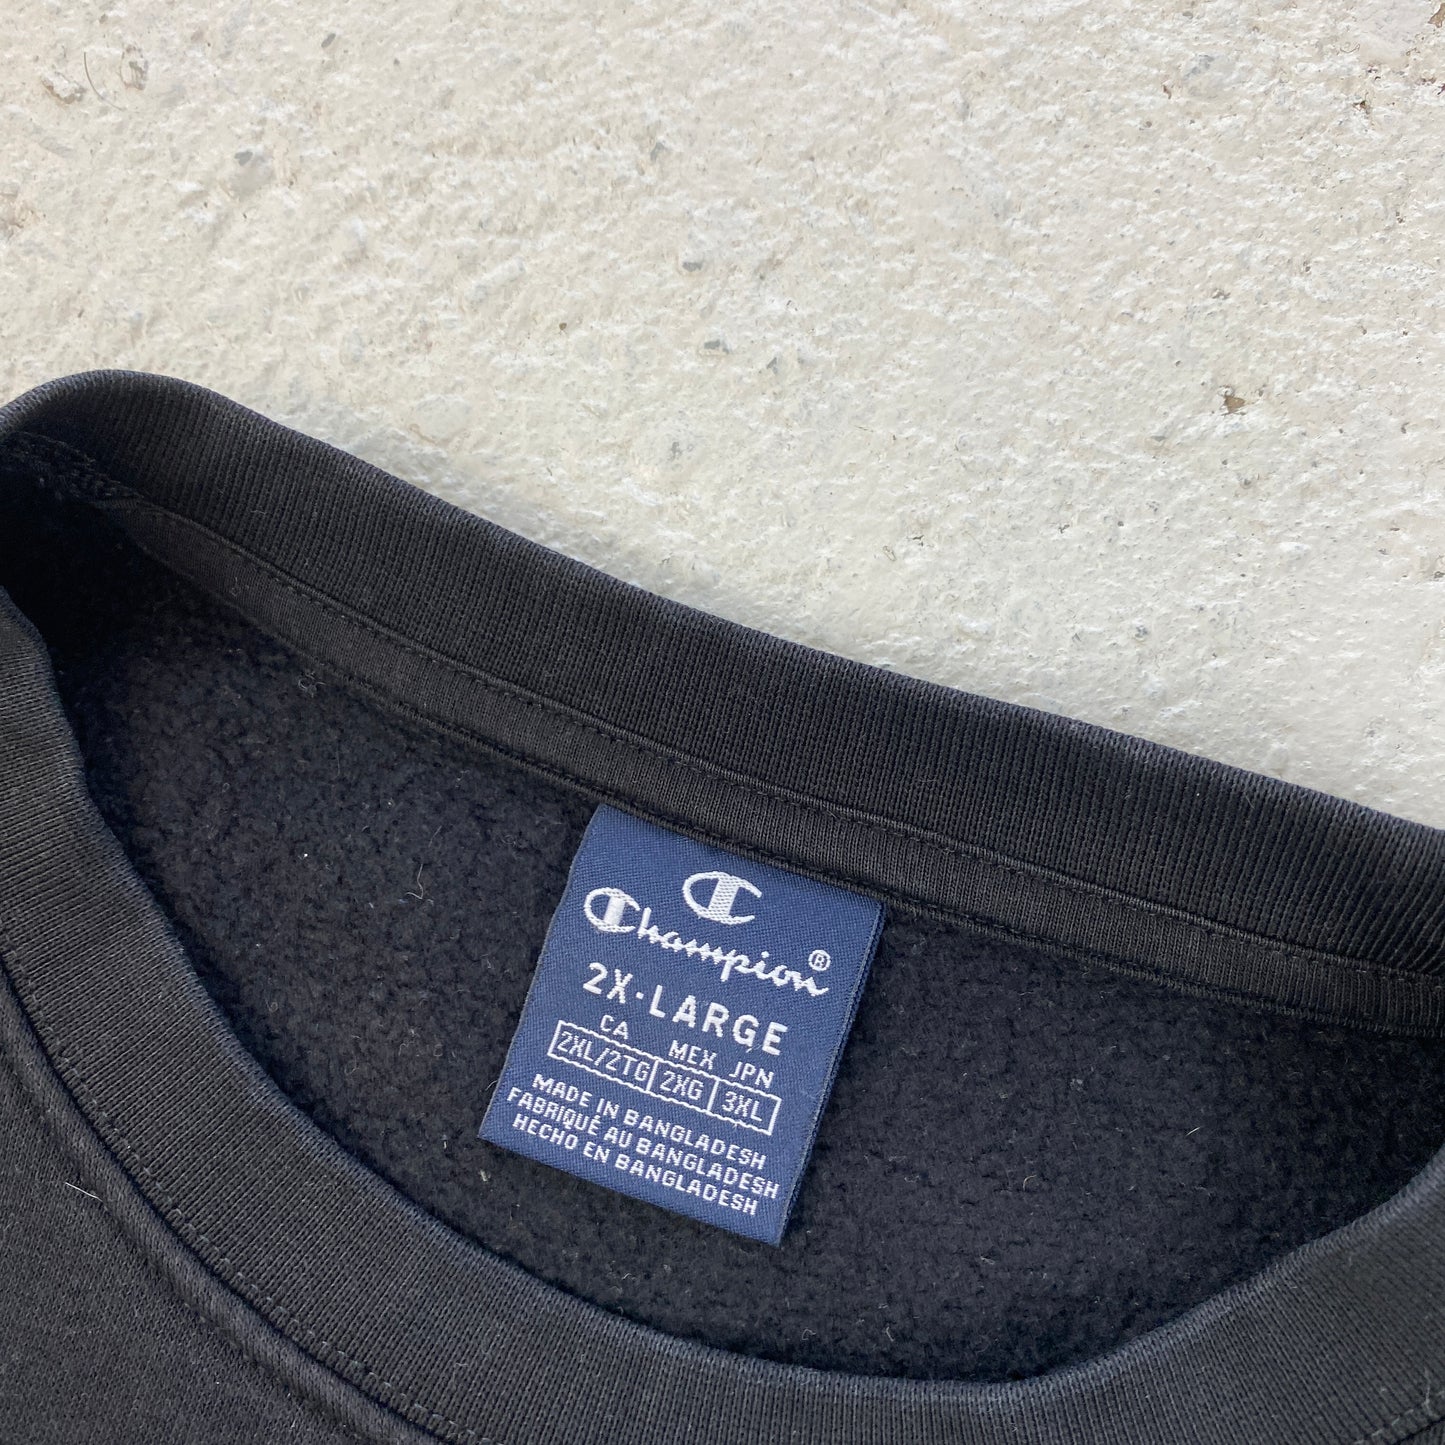 C
Champion®
2X-LARGE
CA MEX JPN
2XL/2TG 2XG 3XL
MADE IN BANGLADESH
FABRIQUÉ AU BANGLADESH
HECHO EN BANGLADESH